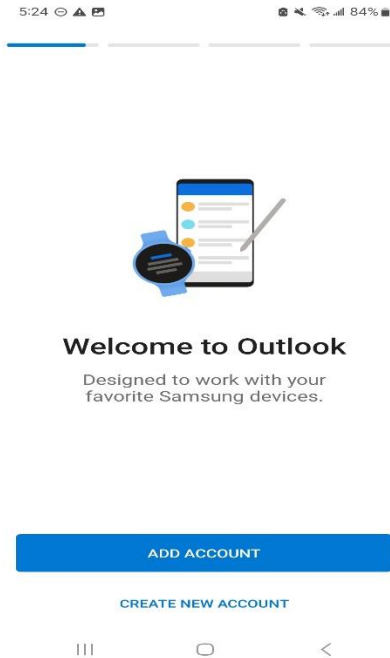 5:24 84%
Welcome to Outlook
Designed to work with your
favorite Samsung devices.
ADD ACCOUNT
CREATE NEW ACCOUNT